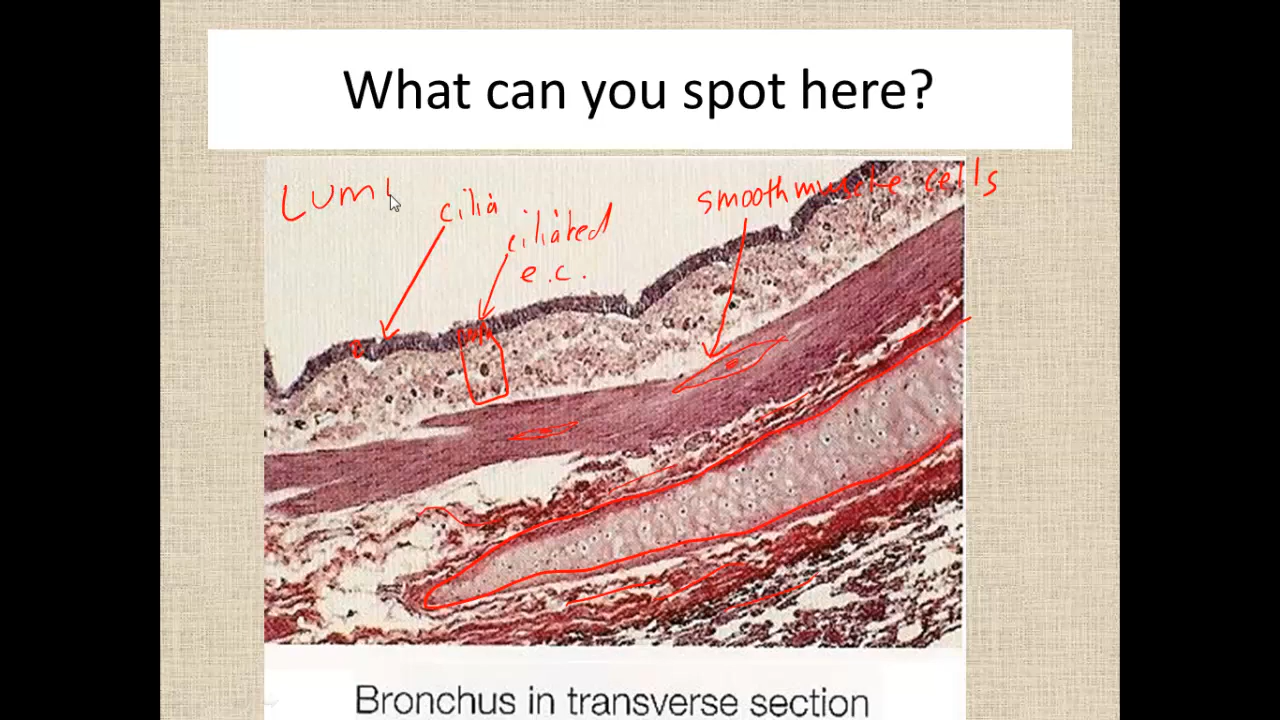 What can you spot here?
Lum
cilia
ciliated
e.c.
smooth muscle cells
Bronchus in transverse section